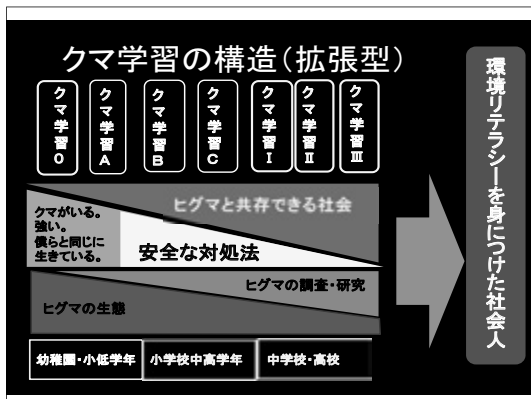 クマ学習の構造(拡張型)
クマ学習0
クマ学習A
クマ学習B
クマ学習C
クマ学習Ⅰ
クマ学習Ⅱ
クマ学習Ⅲ
ヒグマと共存できる社会
クマがいる。
強い。
僕らと同じに
生きている。
安全な対処法
ヒグマの調査・研究
ヒグマの生態
幼稚園・小低学年
小学校中高学年
中学校・高校
環境リテラシーを身につけた社会人